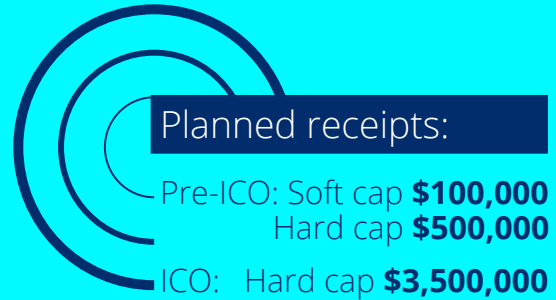 Planned receipts:
Pre-ICO: Soft cap $100,000
Hard cap $500,000
ICO: Hard cap $3,500,000